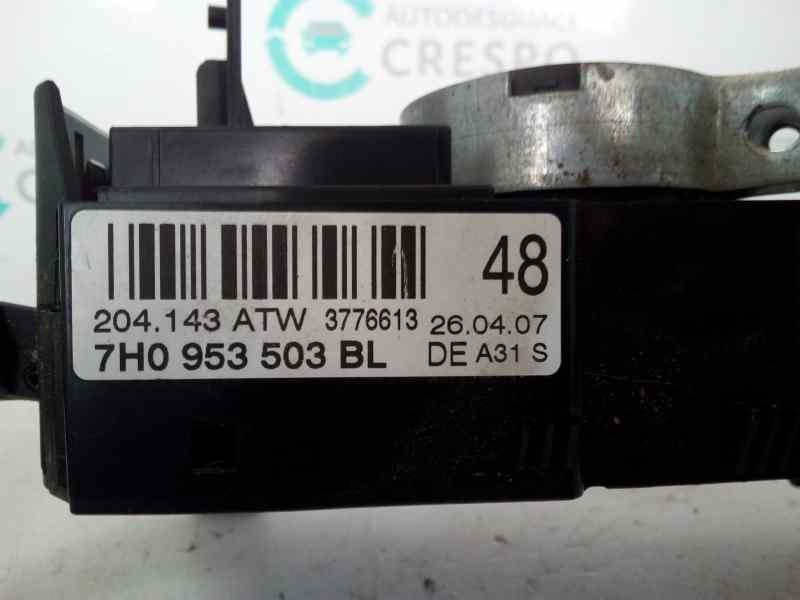 AUTODESGUACE
CRESPO
48
204.143 ATW 3776613 26.04.07
7H0 953 503 BL DE A31 S